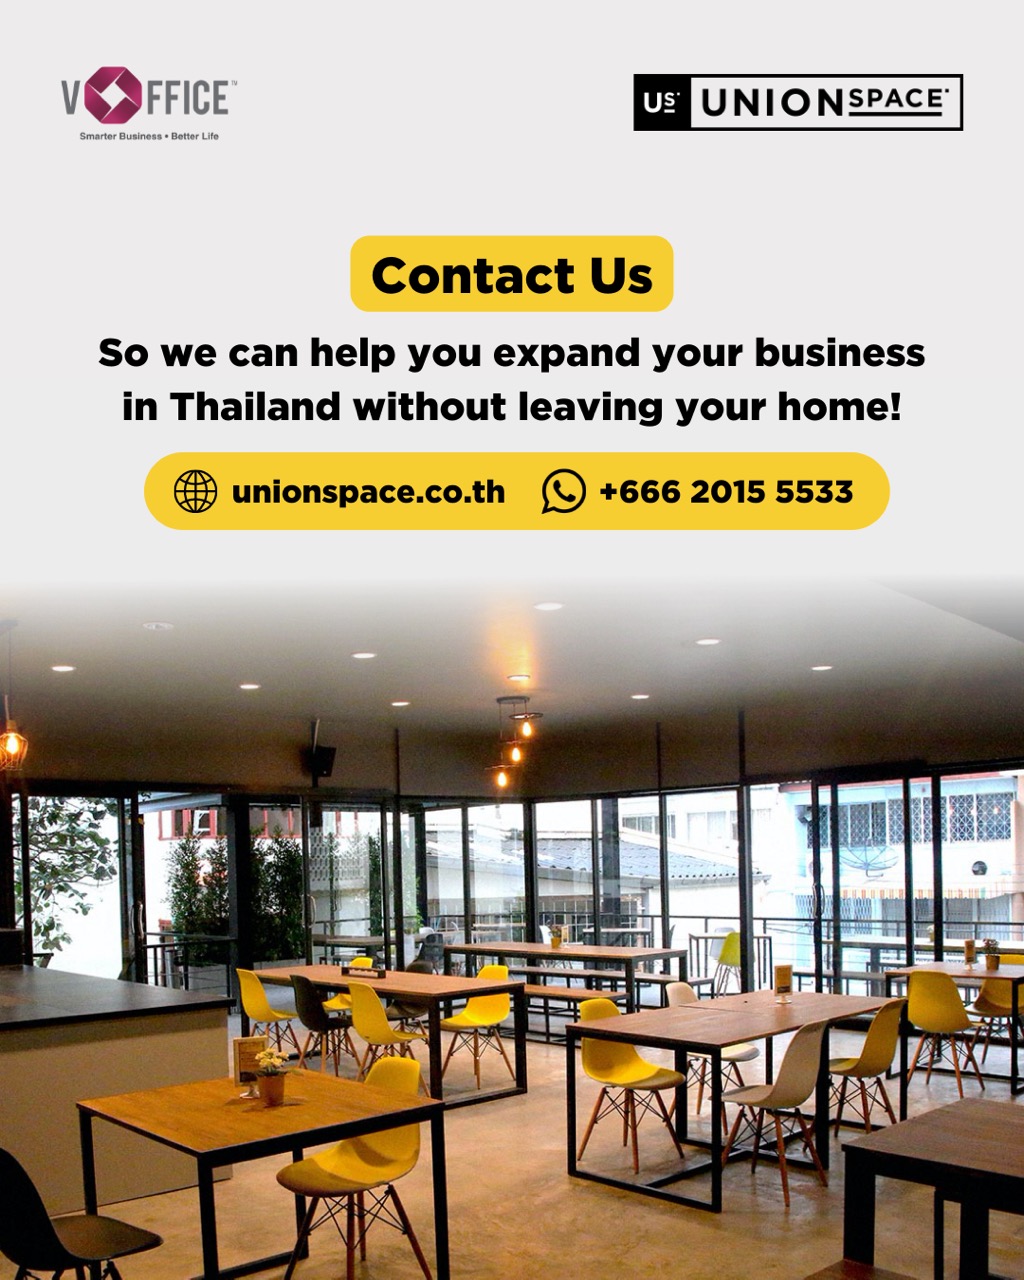 VOFFICE™
Smarter Business • Better Life
US UNIONSPACE
Contact Us
So we can help you expand your business
in Thailand without leaving your home!
unionspace.co.th +666 2015 5533